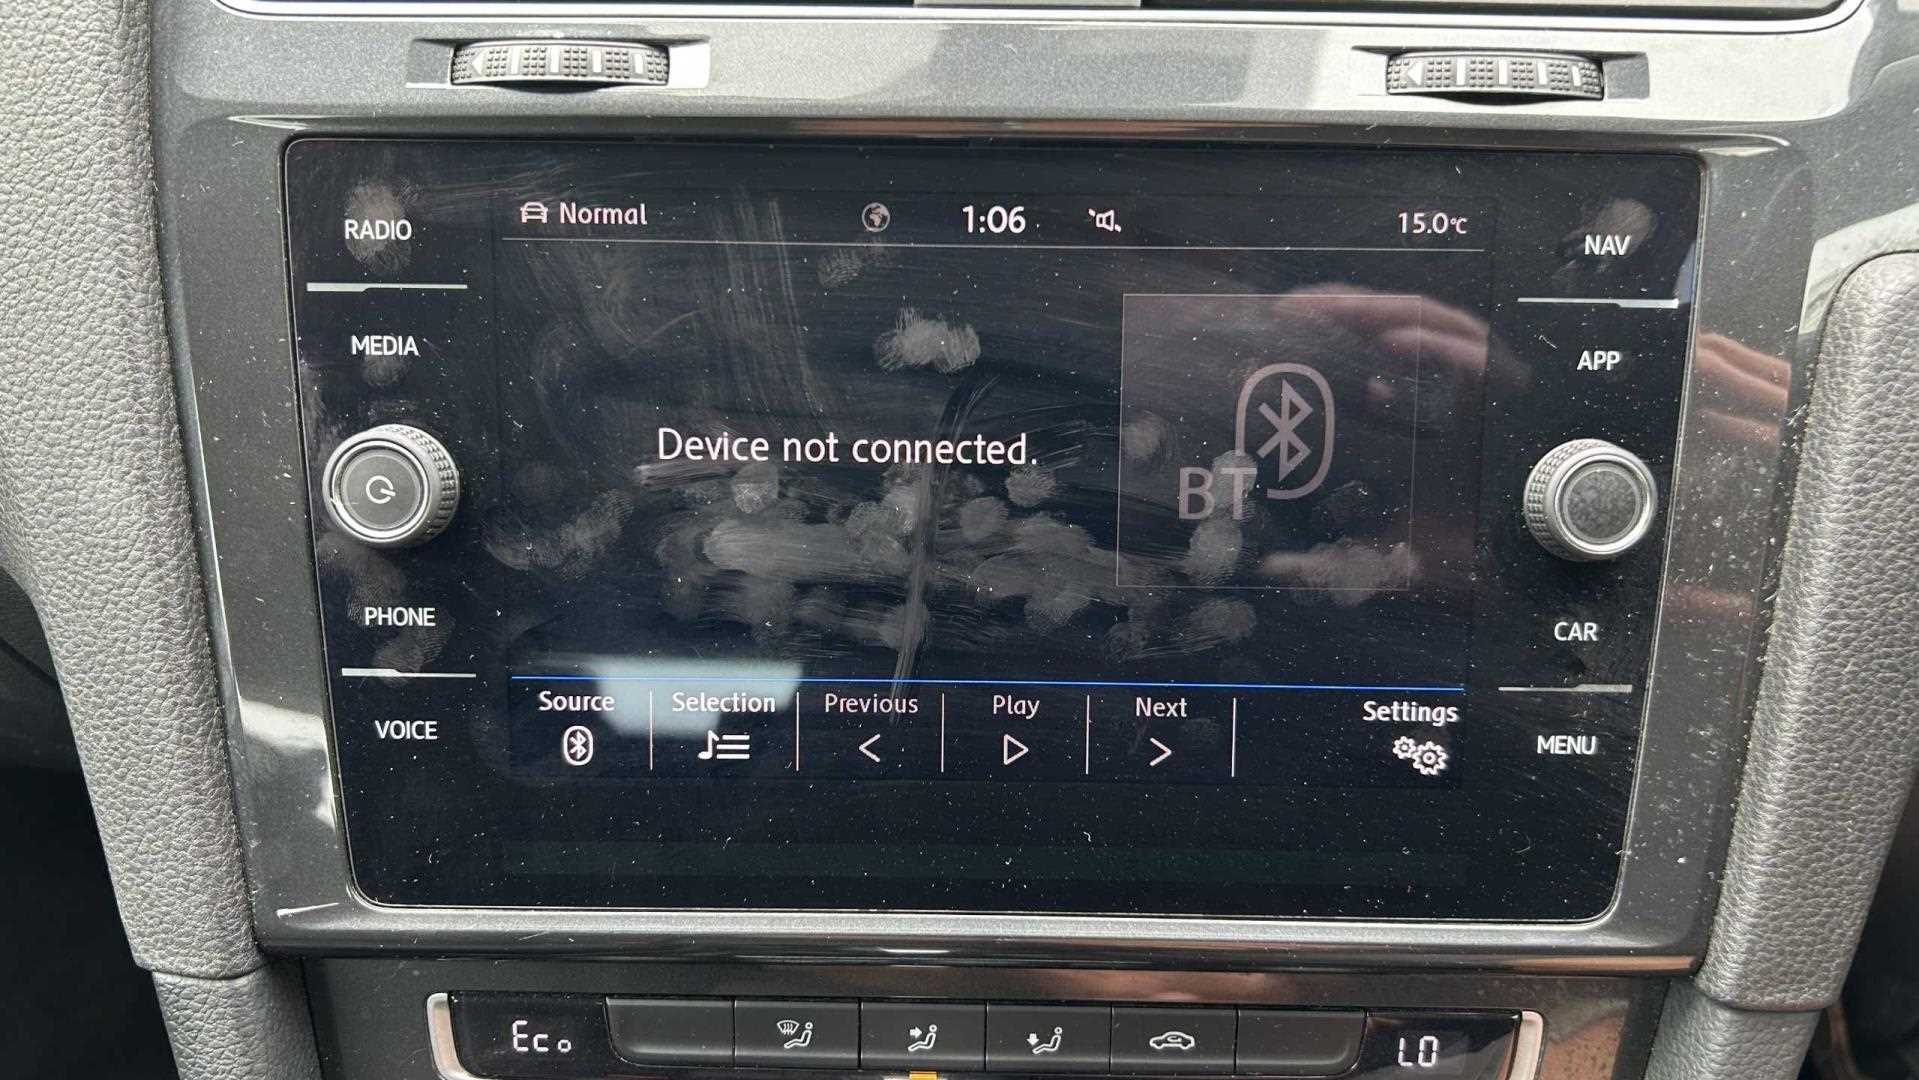 Normal
1:06
15.0°C
RADIO
MEDIA
PHONE
VOICE
Device not connected.
BT
NAV
APP
CAR
MENU
Source
Selection
Previous
Play
Next
Settings
Eco
LO